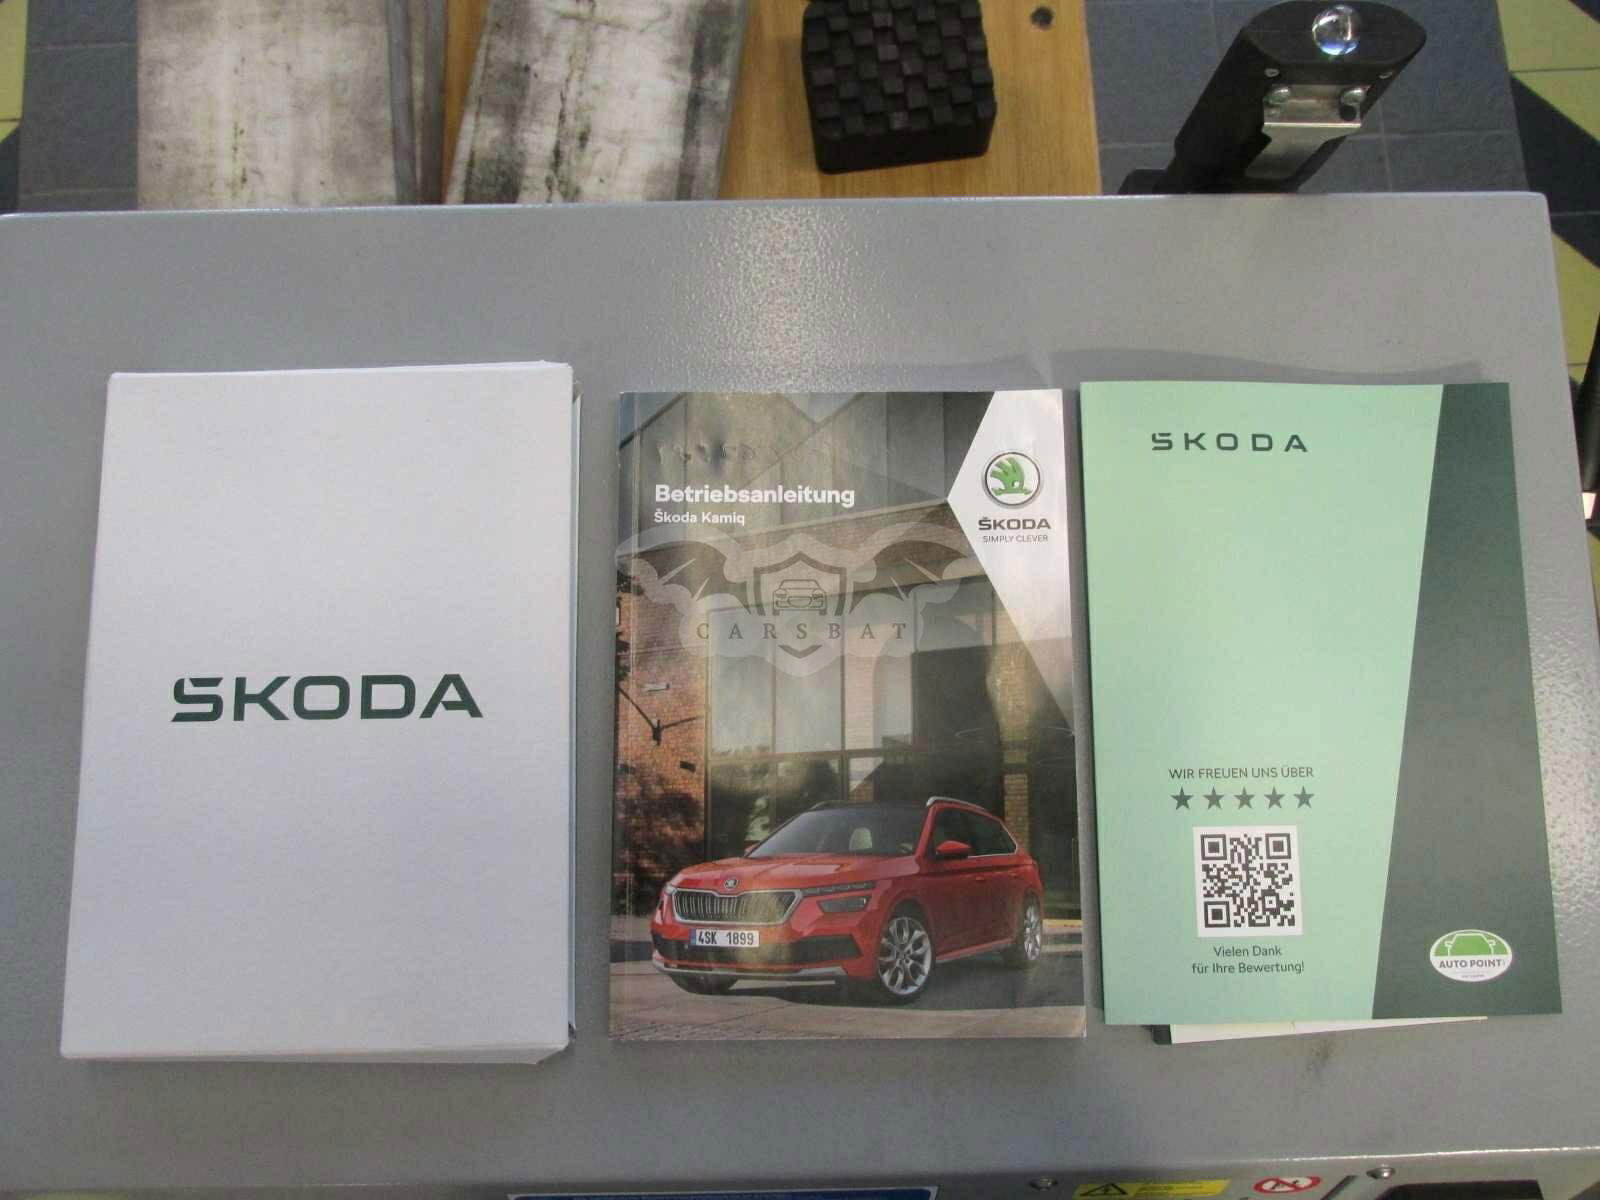 ŠKODA
Betriebsanleitung
Škoda Kamiq
ŠKODA
SIMPLY CLEVER
CARSBAT
4SK 1899
ŠKODA
WIR FREUEN UNS ÜBER
Vielen Dank
für Ihre Bewertung!
AUTO POINT